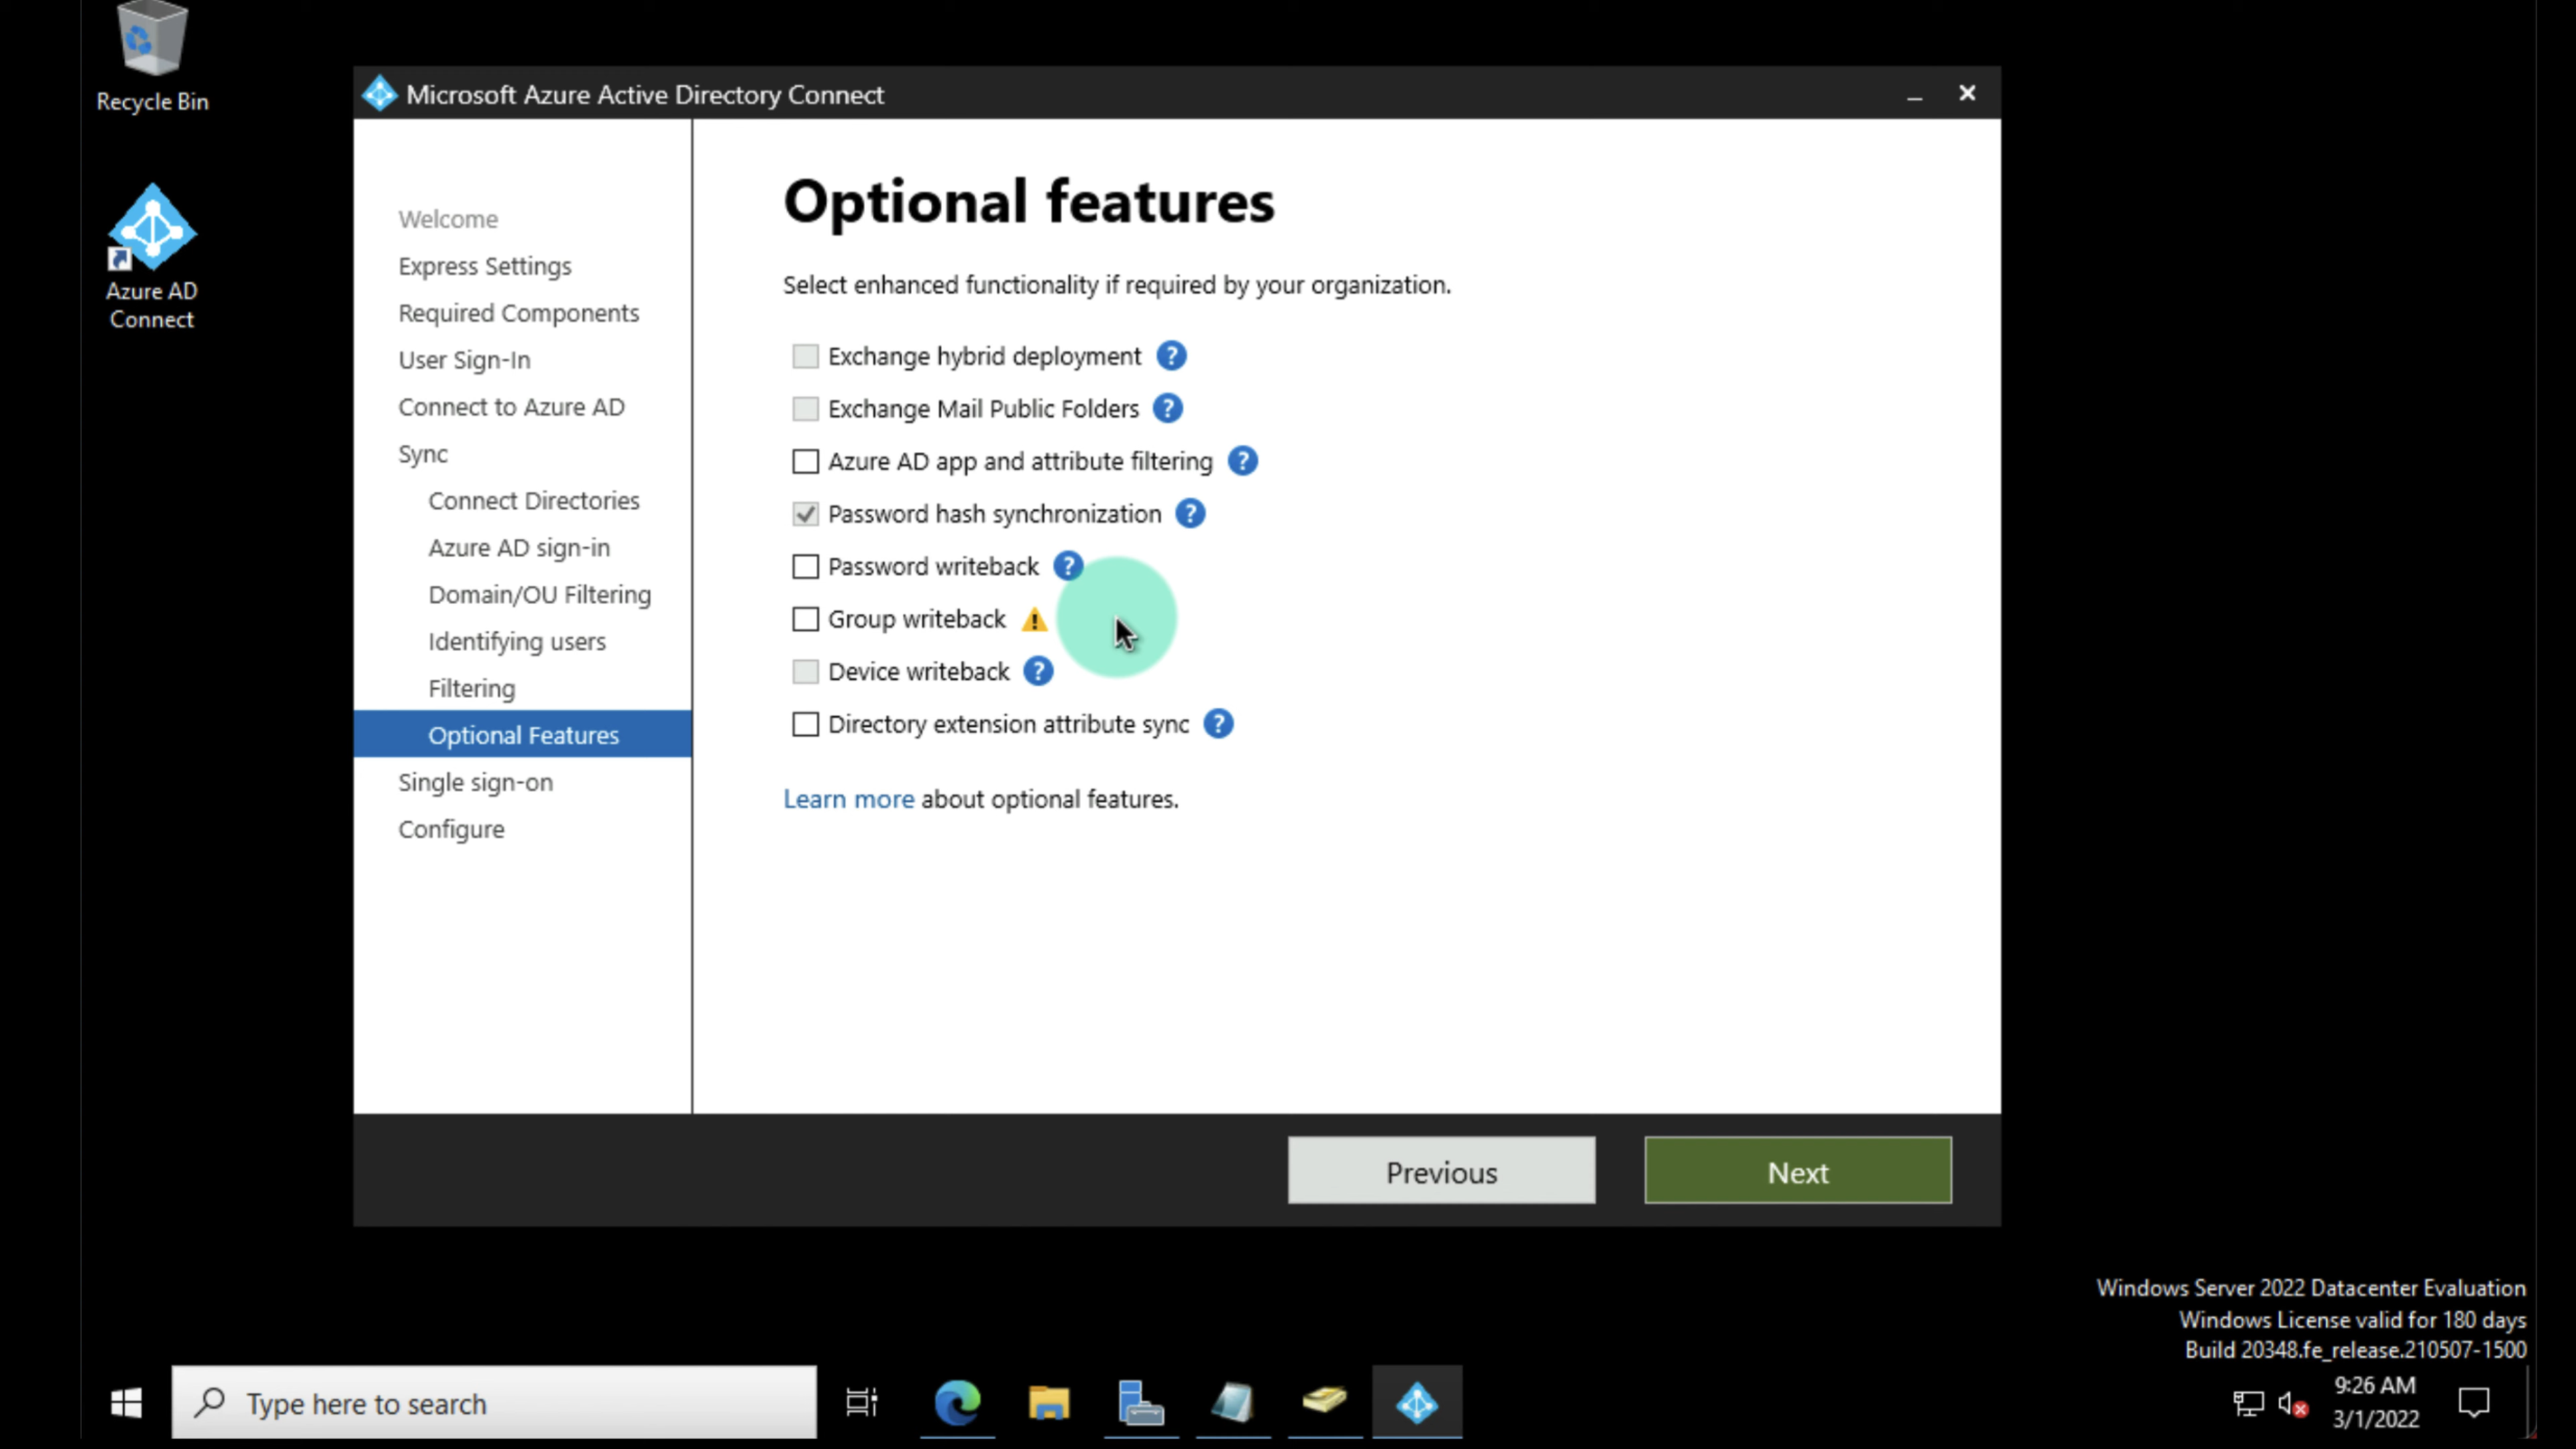 Recycle Bin
Azure AD
Connect
Microsoft Azure Active Directory Connect
Welcome
Express Settings
Required Components
User Sign-In
Connect to Azure AD
Sync
Connect Directories
Azure AD sign-in
Domain/OU Filtering
Identifying users
Filtering
Optional Features
Single sign-on
Configure
Optional features
Select enhanced functionality if required by your organization.
Exchange hybrid deployment ?
Exchange Mail Public Folders ?
Azure AD app and attribute filtering ?
Password hash synchronization ?
Password writeback ?
Group writeback
Device writeback ?
Directory extension attribute sync ?
Learn more about optional features.
Previous
Next
Windows Server 2022 Datacenter Evaluation
Windows License valid for 180 days
Build 20348.fe_release.210507-1500
Type here to search
9:26 AM
3/1/2022